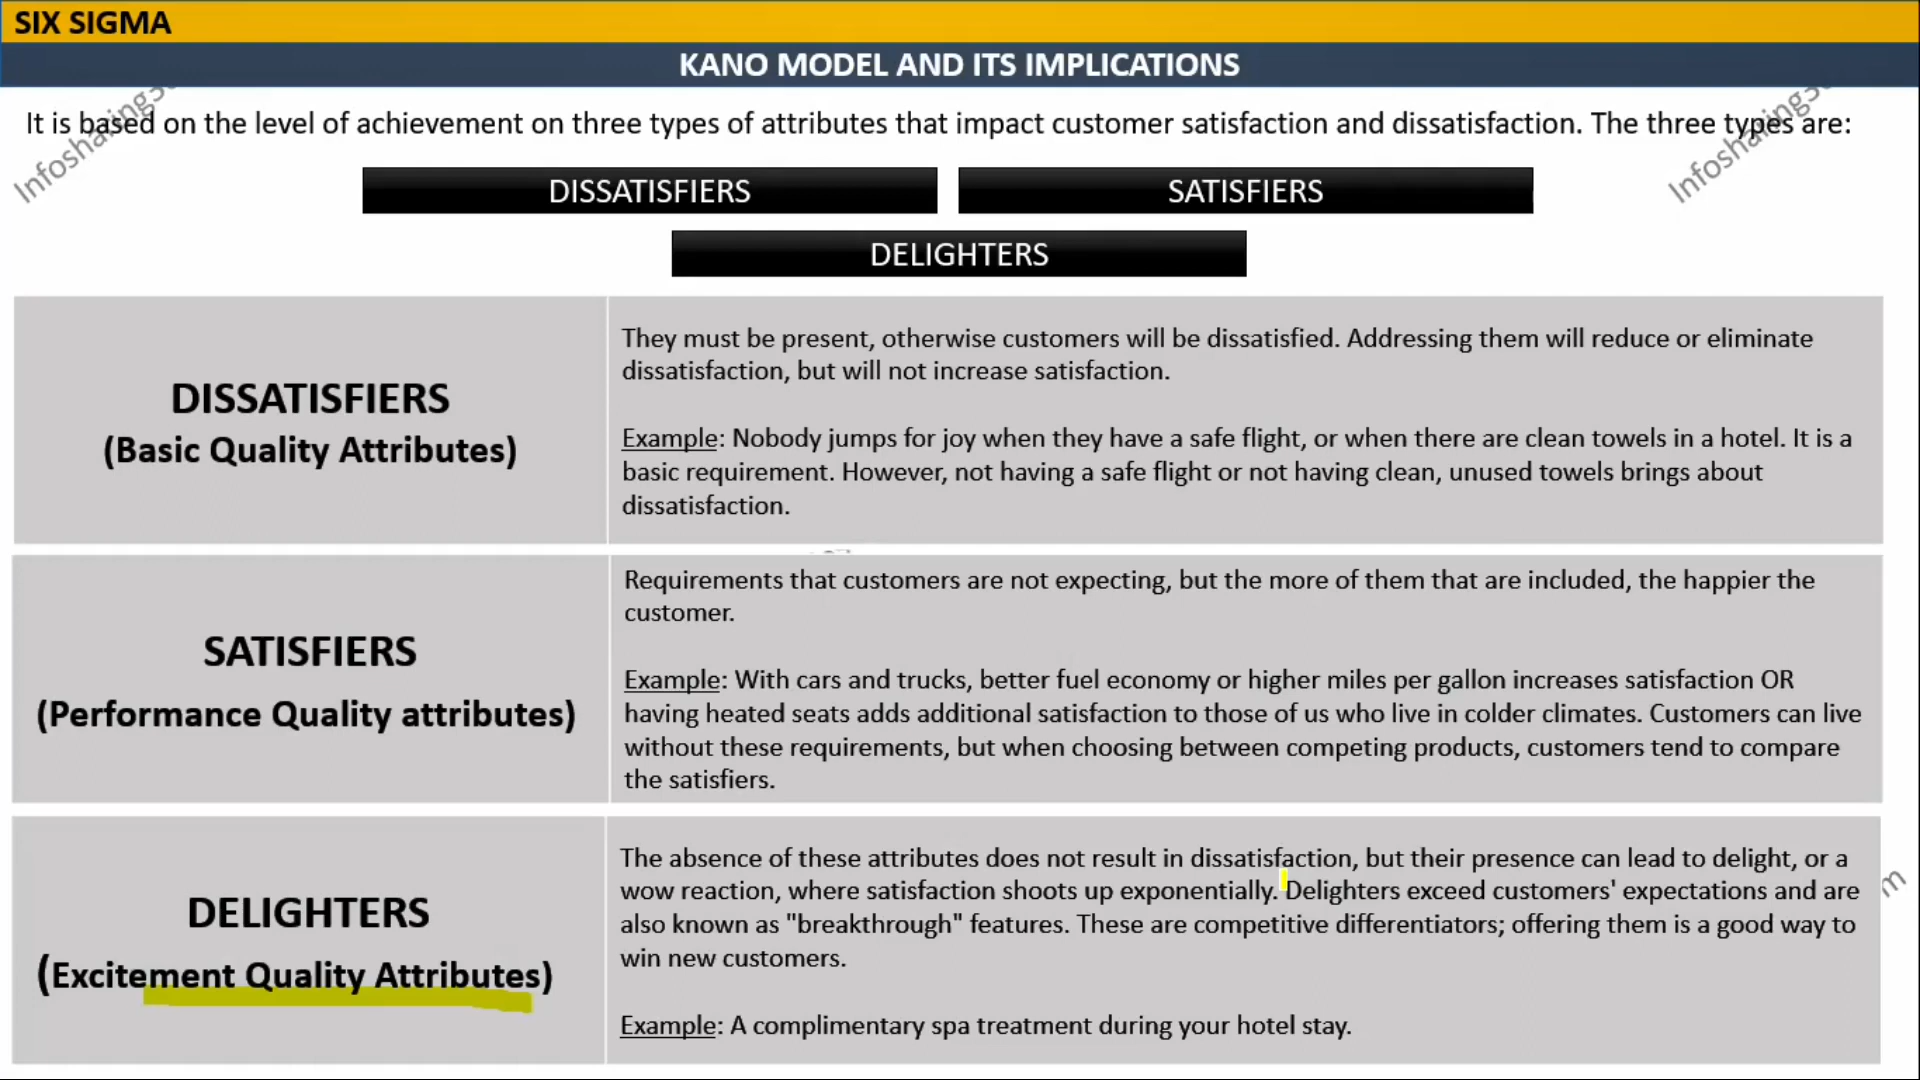 SIX SIGMA
KANO MODEL AND ITS IMPLICATIONS
It is based on the level of achievement on three types of attributes that impact customer satisfaction and dissatisfaction. The three types are:
DISSATISFIERS
SATISFIERS
DELIGHTERS
DISSATISFIERS
(Basic Quality Attributes)
They must be present, otherwise customers will be dissatisfied. Addressing them will reduce or eliminate
dissatisfaction, but will not increase satisfaction.
Example: Nobody jumps for joy when they have a safe flight, or when there are clean towels in a hotel. It is a
basic requirement. However, not having a safe flight or not having clean, unused towels brings about
dissatisfaction.
SATISFIERS
(Performance Quality attributes)
Requirements that customers are not expecting, but the more of them that are included, the happier the
customer.
Example: With cars and trucks, better fuel economy or higher miles per gallon increases satisfaction OR
having heated seats adds additional satisfaction to those of us who live in colder climates. Customers can live
without these requirements, but when choosing between competing products, customers tend to compare
the satisfiers.
DELIGHTERS
(Excitement Quality Attributes)
The absence of these attributes does not result in dissatisfaction, but their presence can lead to delight, or a
wow reaction, where satisfaction shoots up exponentially. Delighters exceed customers' expectations and are
also known as "breakthrough" features. These are competitive differentiators; offering them is a good way to
win new customers.
Example: A complimentary spa treatment during your hotel stay.